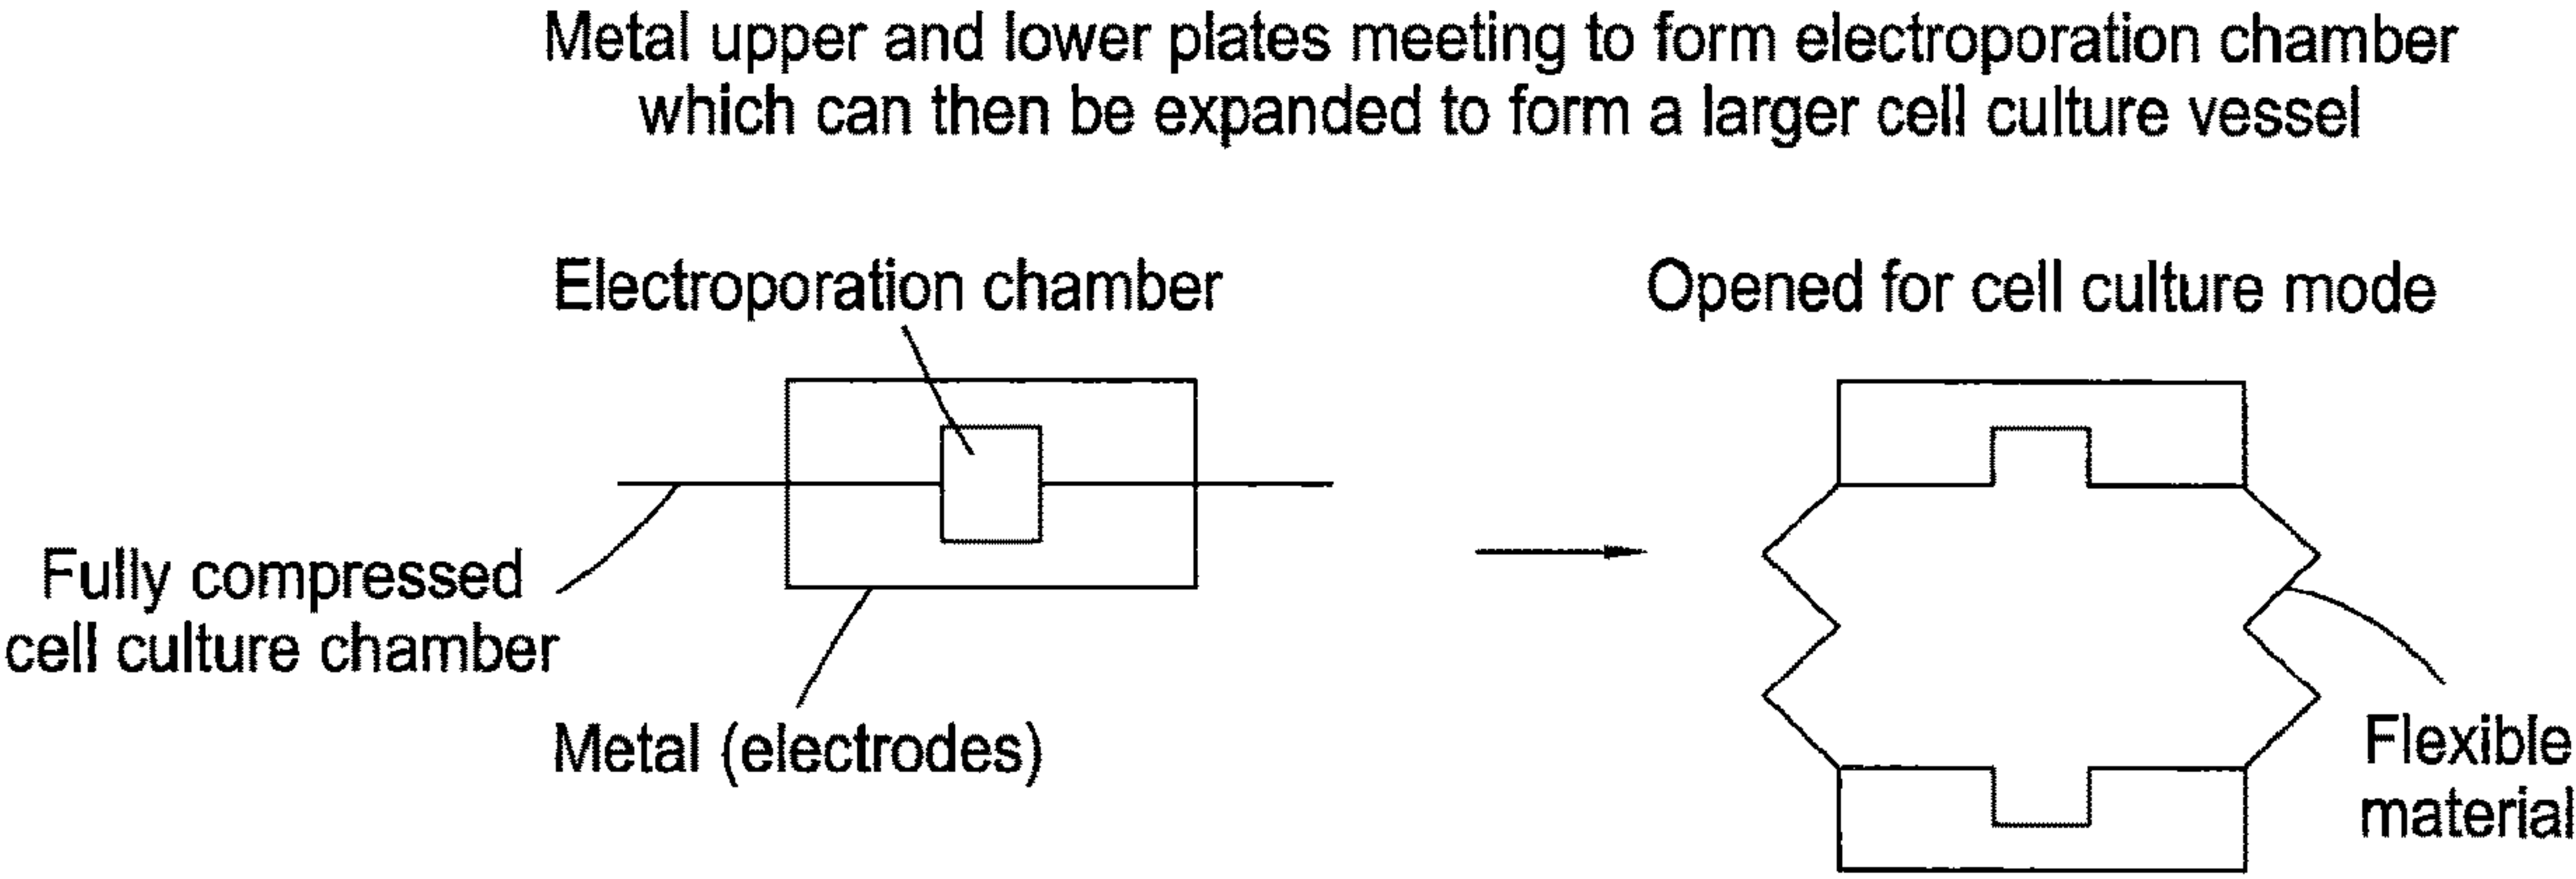 Metal upper and lower plates meeting to form electroporation chamber
which can then be expanded to form a larger cell culture vessel
Electroporation chamber
Opened for cell culture mode
Fully compressed
cell culture chamber
Metal (electrodes)
Flexible
material